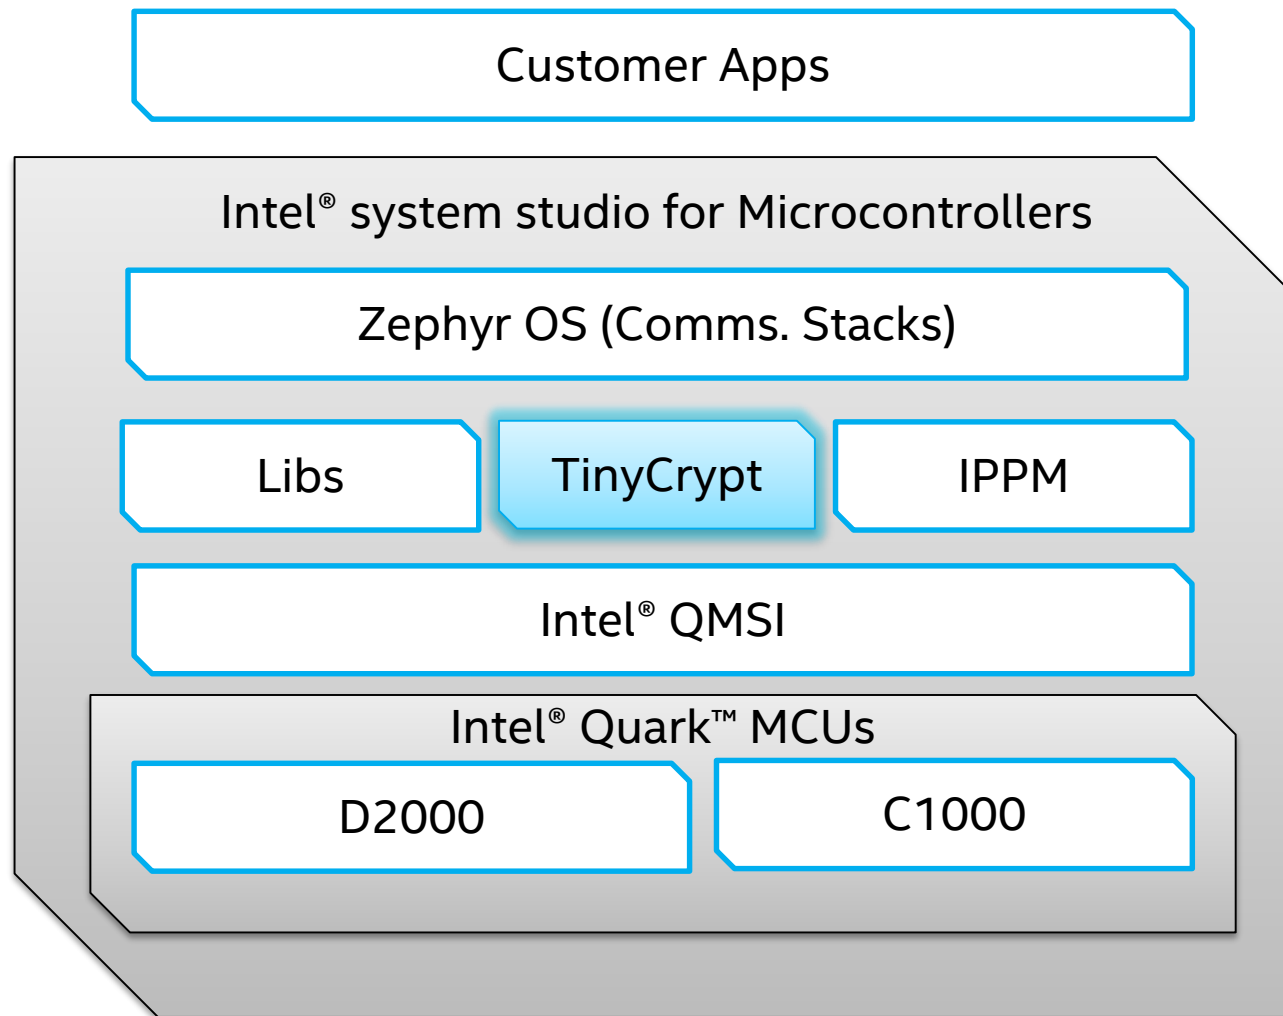 Customer Apps
Intel® system studio for Microcontrollers
Zephyr OS (Comms. Stacks)
Libs
TinyCrypt
IPPM
Intel® QMSI
Intel® Quark™ MCUs
D2000
C1000